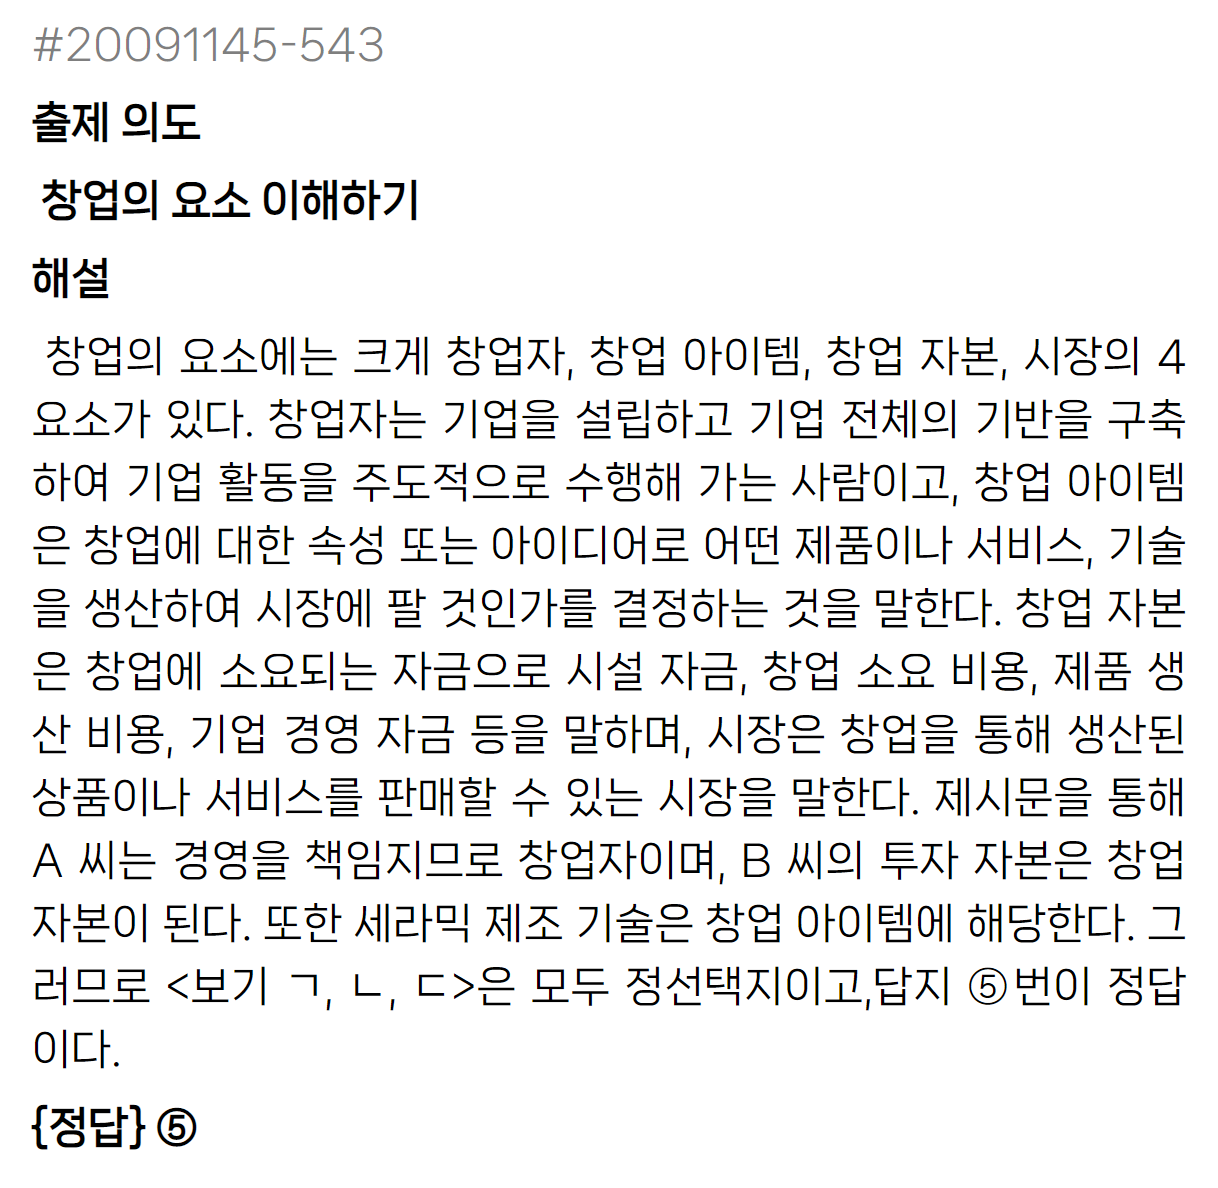 #20091145-543
출제 의도
창업의 요소 이해하기
해설
창업의 요소에는 크게 창업자, 창업 아이템, 창업 자본, 시장의 4
요소가 있다. 창업자는 기업을 설립하고 기업 전체의 기반을 구축
하여 기업 활동을 주도적으로 수행해 가는 사람이고, 창업 아이템
은 창업에 대한 속성 또는 아이디어로 어떤 제품이나 서비스, 기술
을 생산하여 시장에 팔 것인가를 결정하는 것을 말한다. 창업 자본
은 창업에 소요되는 자금으로 시설 자금, 창업 소요 비용, 제품 생
산 비용, 기업 경영 자금 등을 말하며, 시장은 창업을 통해 생산된
상품이나 서비스를 판매할 수 있는 시장을 말한다. 제시문을 통해
A 씨는 경영을 책임지므로 창업자이며, B 씨의 투자 자본은 창업
자본이 된다. 또한 세라믹 제조 기술은 창업 아이템에 해당한다. 그
러므로 <보기 ㄱ, ㄴ, ㄷ>은 모두 정선택지이고,답지 ⑤번이 정답
이다.
{정답} ⑤